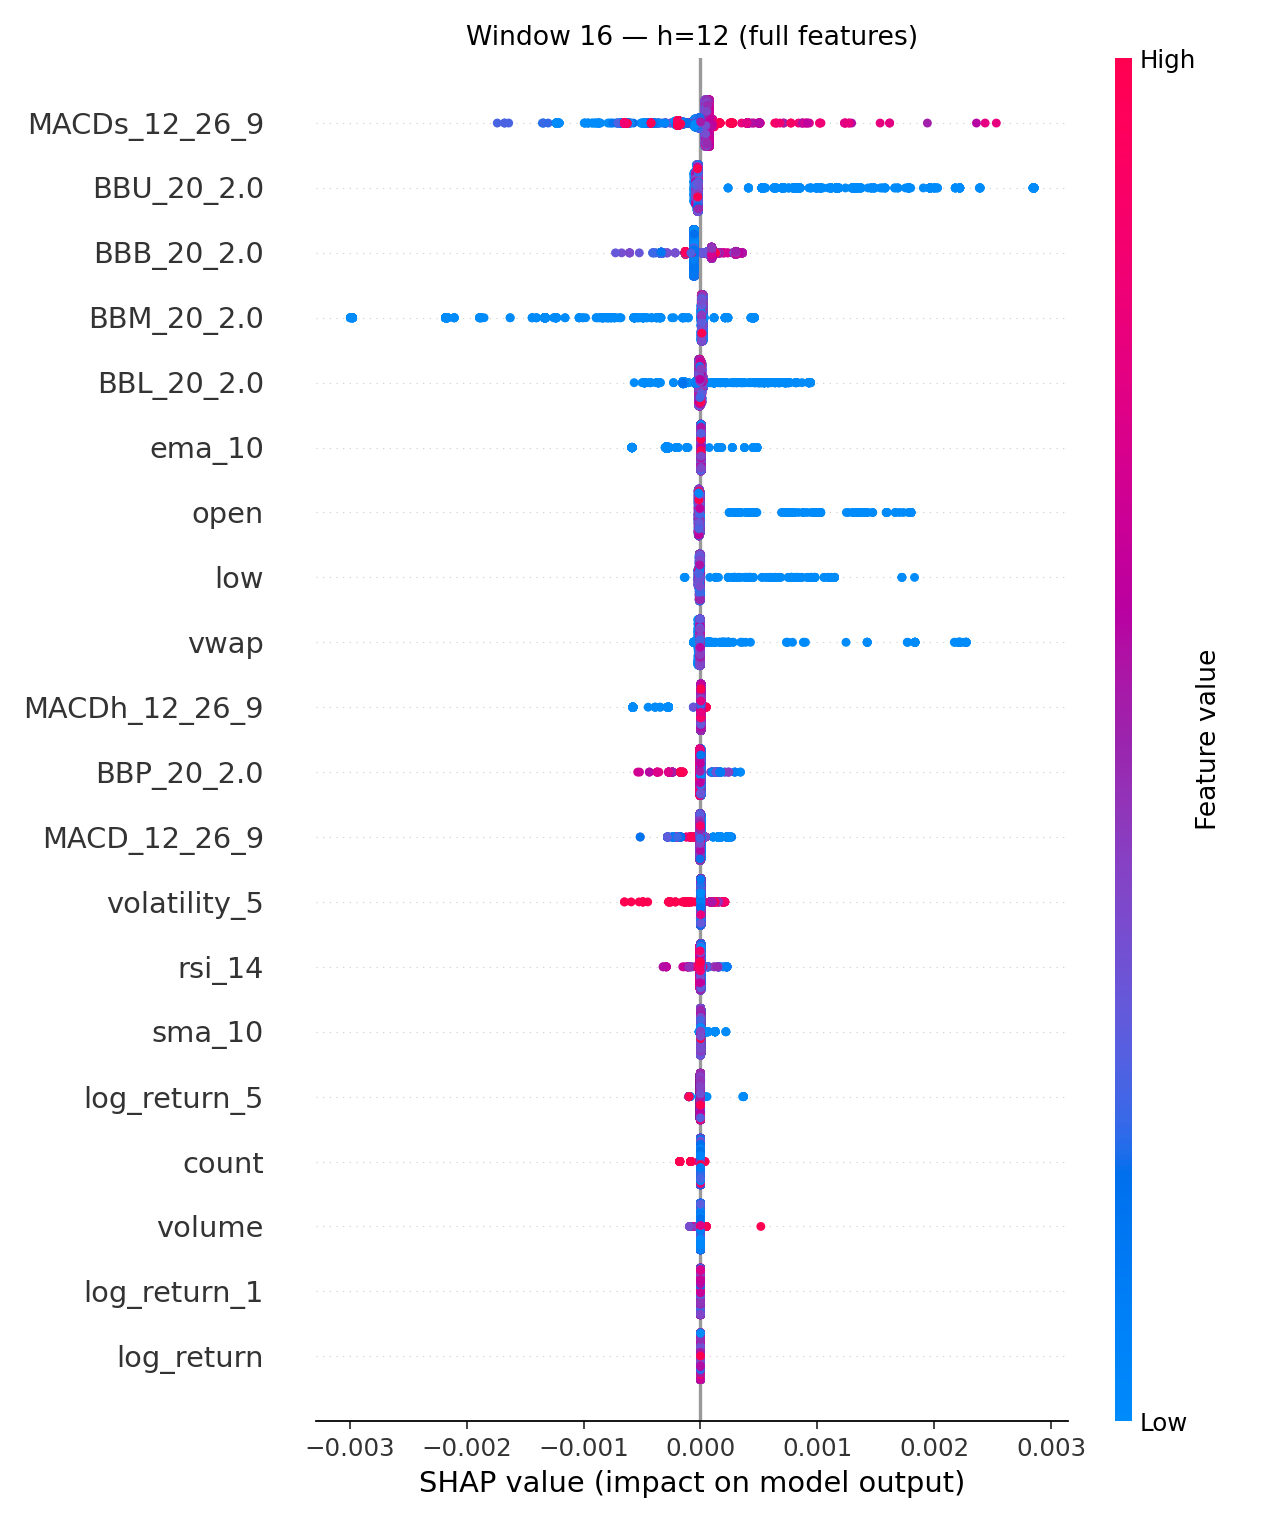 Window 16 — h=12 (full features)
High
MACDs_12_26_9
BBU_20_2.0
BBB_20_2.0
BBM_20_2.0
BBL_20_2.0
ema_10
open
low
vwap
MACDh_12_26_9
BBP_20_2.0
MACD_12_26_9
volatility_5
rsi_14
sma_10
log_return_5
count
volume
log_return_1
log_return
Feature value
Low
−0.003 −0.002 −0.001 0.000 0.001 0.002 0.003
SHAP value (impact on model output)